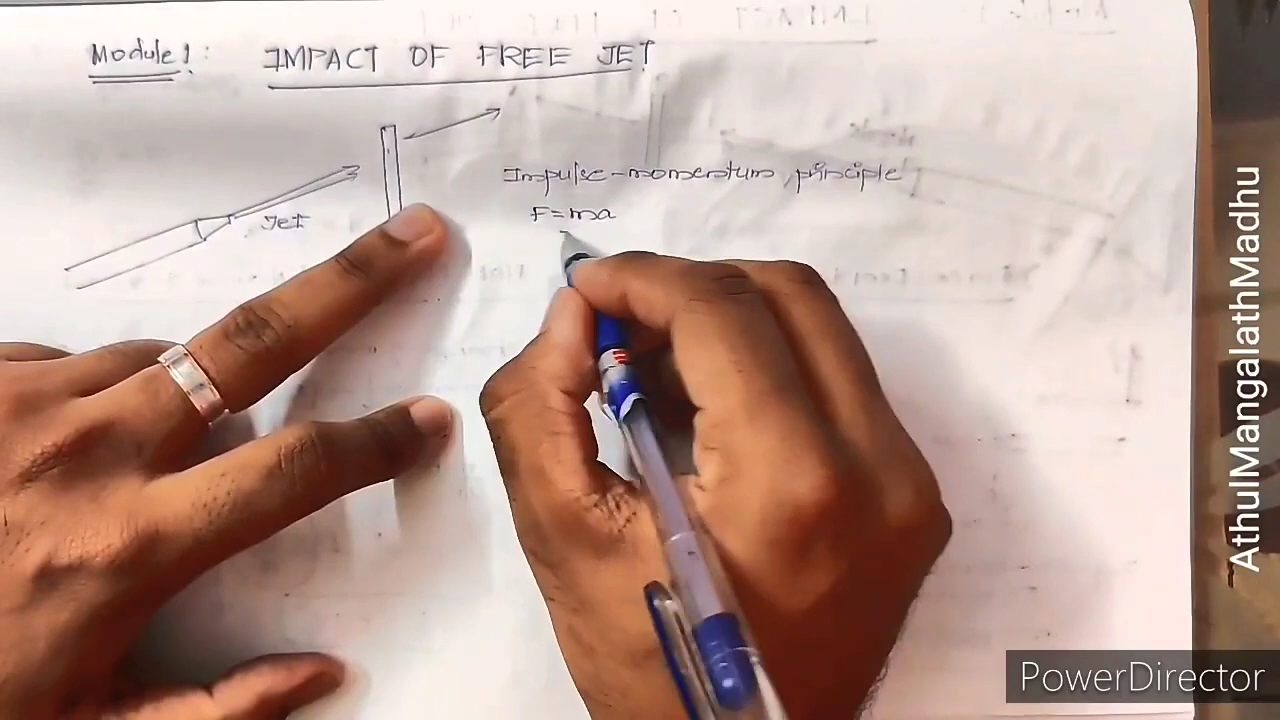 Module 1: IMPACT OF FREE JET
Impulse-momentum, principle
F=ma
Jet
AthulMangalathMadhu
PowerDirector